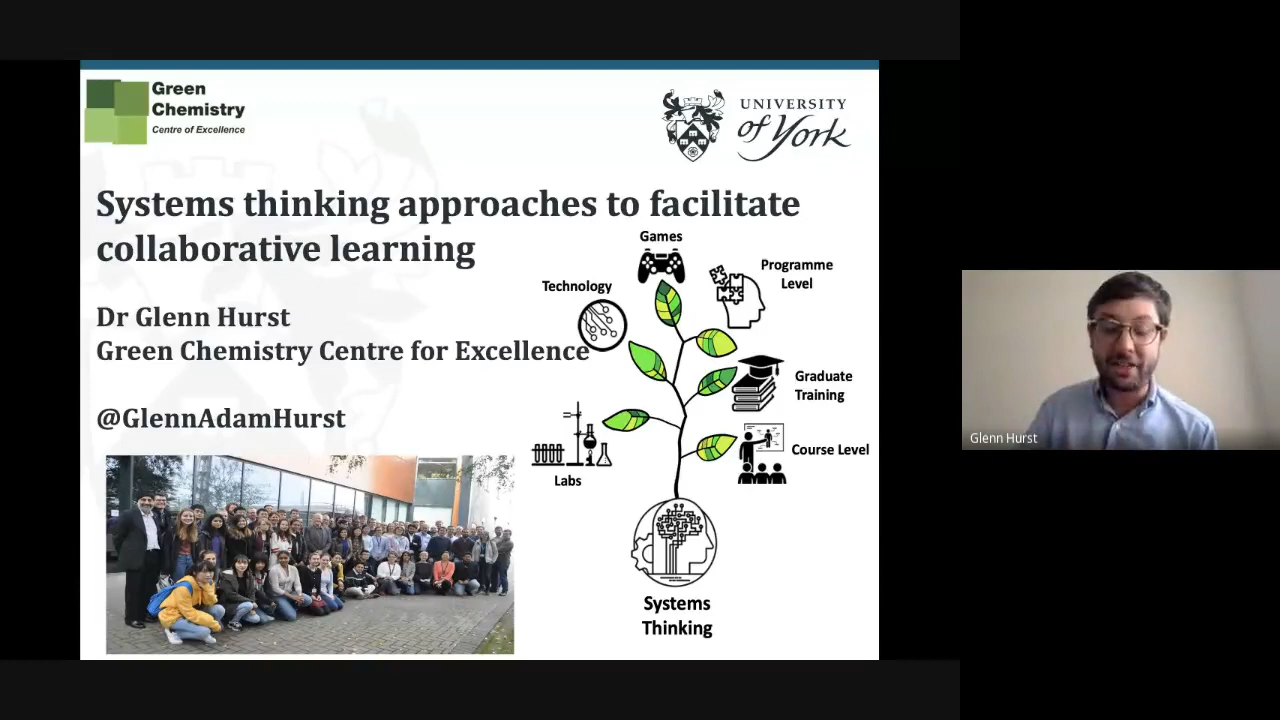 Green
Chemistry
Centre of Excellence
UNIVERSITY
of York
Systems thinking approaches to facilitate
collaborative learning
Dr Glenn Hurst
Green Chemistry Centre for Excellence
@GlennAdamHurst
Games
Programme
Level
Technology
Graduate
Training
Course Level
Labs
Systems
Thinking
Glenn Hurst